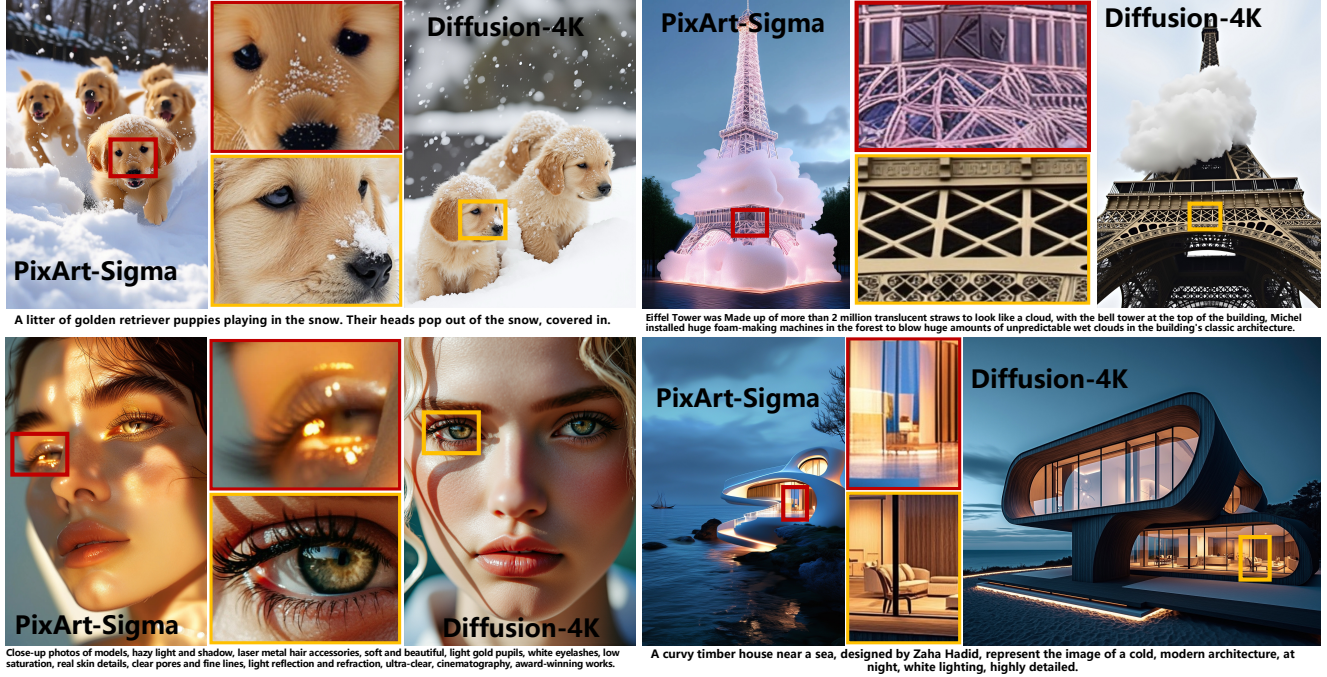 Diffusion-4K
PixArt-Sigma
A litter of golden retriever puppies playing in the snow. Their heads pop out of the snow, covered in.
PixArt-Sigma
Diffusion-4K
Eiffel Tower was Made up of more than 2 million translucent straws to look like a cloud, with the bell tower at the top of the building, Michel
installed huge foam-making machines in the forest to blow huge amounts of unpredictable wet clouds in the building's classic architecture.
PixArt-Sigma
Diffusion-4K
Close-up photos of models, hazy light and shadow, laser metal hair accessories, soft and beautiful, light gold pupils, white eyelashes, low
saturation, real skin details, clear pores and fine lines, light reflection and refraction, ultra-clear, cinematography, award-winning works.
PixArt-Sigma
Diffusion-4K
A curvy timber house near a sea, designed by Zaha Hadid, represent the image of a cold, modern architecture, at
night, white lighting, highly detailed.